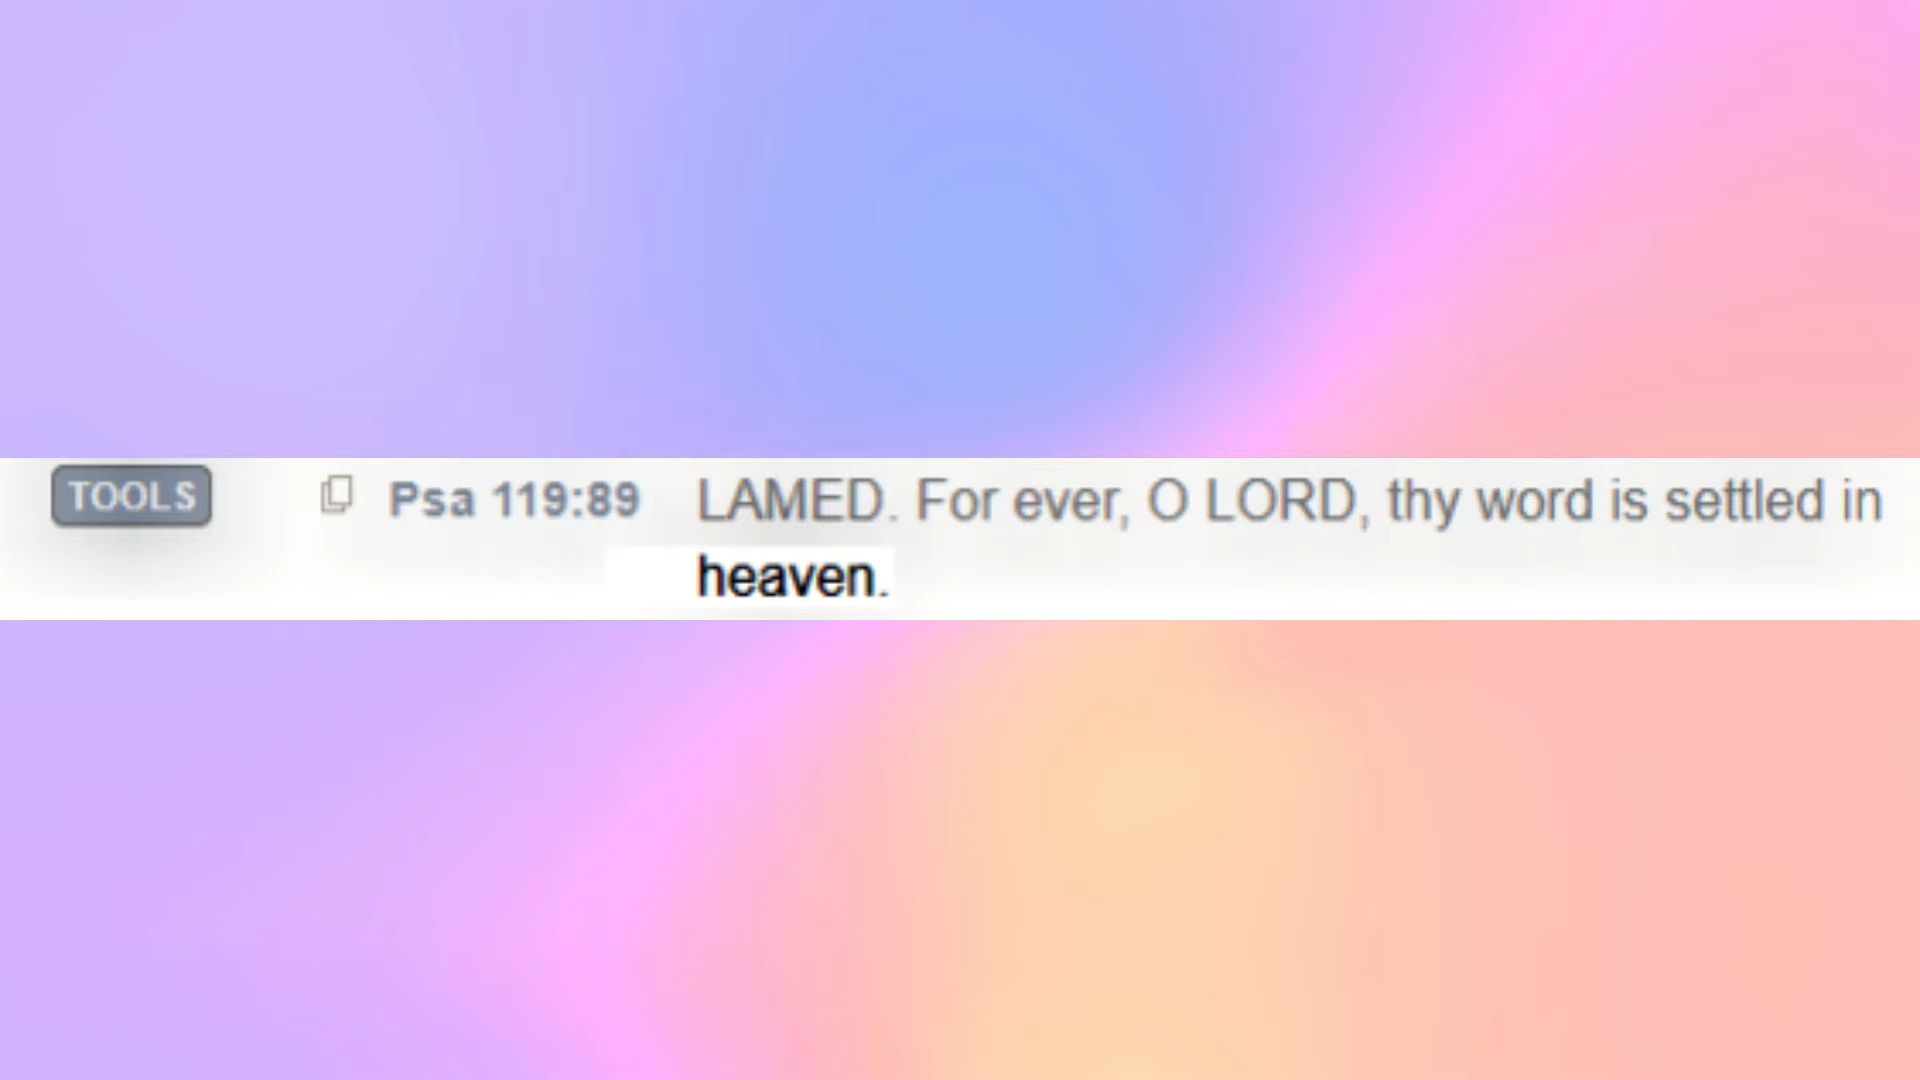 TOOLS Psa 119:89 LAMED. For ever, O LORD, thy word is settled in
heaven.